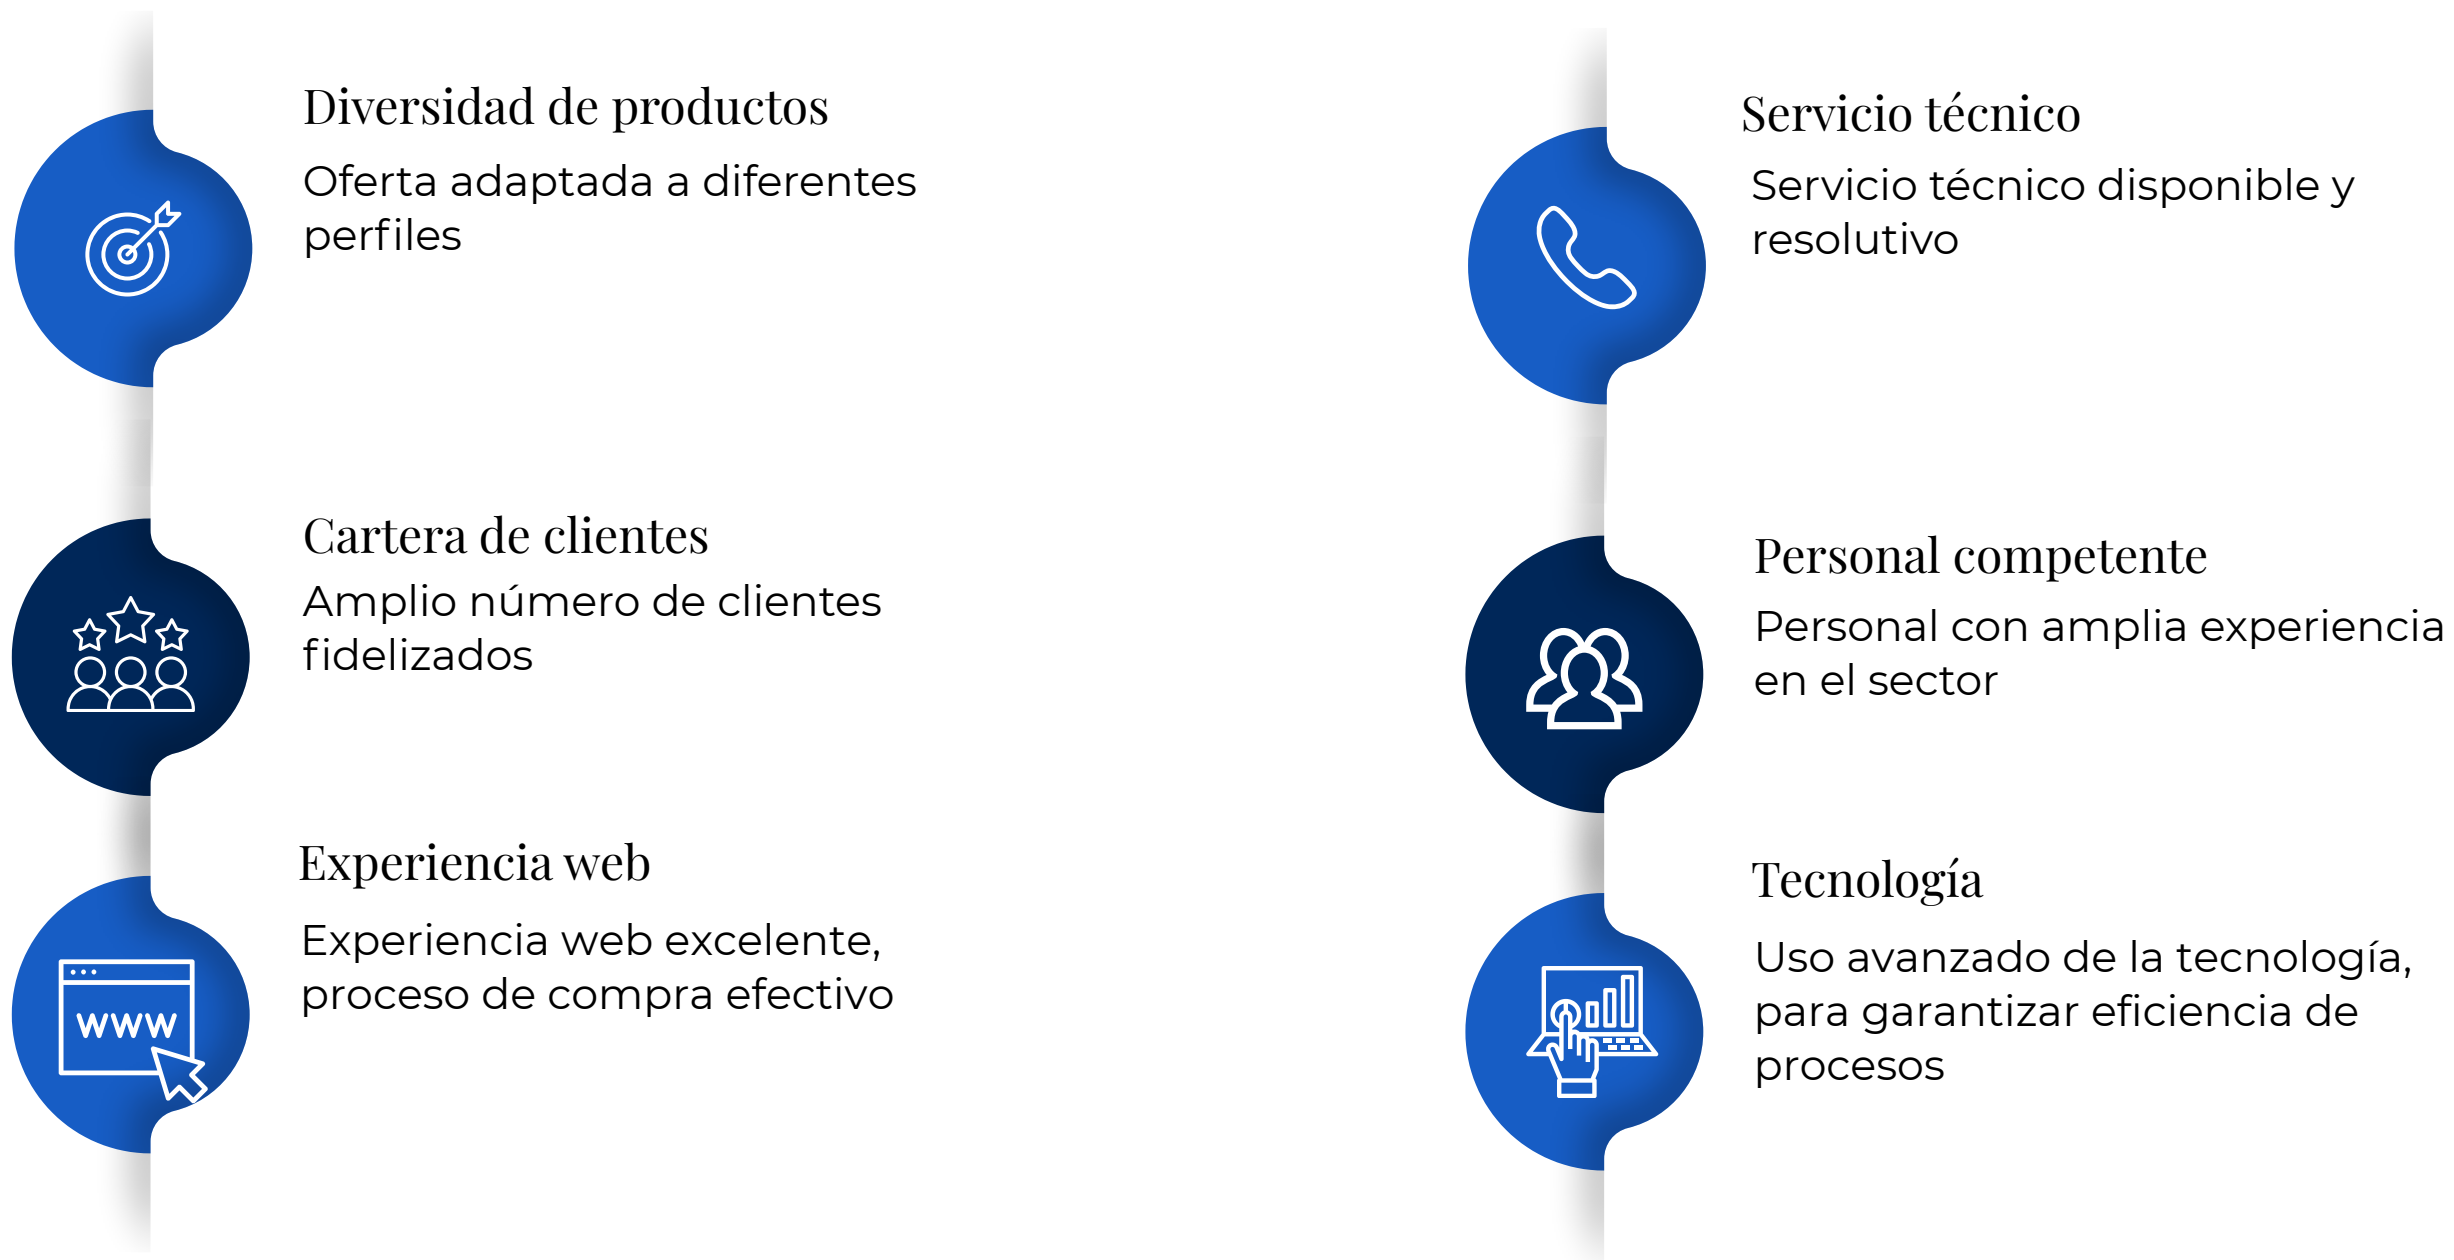 Diversidad de productos
Oferta adaptada a diferentes
perfiles
Cartera de clientes
Amplio número de clientes
fidelizados
Experiencia web
Experiencia web excelente,
proceso de compra efectivo
www
Servicio técnico
Servicio técnico disponible y
resolutivo
Personal competente
Personal con amplia experiencia
en el sector
Tecnología
Uso avanzado de la tecnología,
para garantizar eficiencia de
procesos